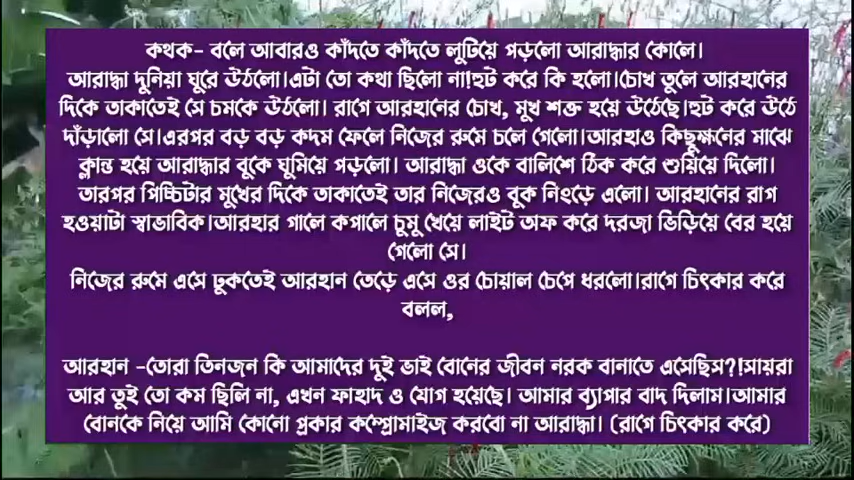 কথক- বলে আবারও কাঁদতে কাঁদতে লুটিয়ে পড়লো আরাদ্ধার কোলে।
আরাদ্ধা দুনিয়া ঘুরে উঠলো।এটা তো কথা ছিলো না!হুট করে কি হলো।চোখ তুলে আরহানের
দিকে তাকাতেই সে চমকে উঠলো। রাগে আরহানের চোখ, মুখ শক্ত হয়ে উঠেছে।হুট করে উঠে
দাঁড়ালো সে।এরপর বড় বড় কদম ফেলে নিজের রুমে চলে গেলো।আরহাও কিছুক্ষনের মাঝে
ক্লান্ত হয়ে আরাদ্ধার বুকে ঘুমিয়ে পড়লো। আরাদ্ধা ওকে বালিশে ঠিক করে শুয়িয়ে দিলো।
তারপর পিচ্চিটার মুখের দিকে তাকাতেই তার নিজেরও বুক নিংড়ে এলো। আরহানের রাগ
হওয়াটা স্বাভাবিক।আরহার গালে কপালে চুমু খেয়ে লাইট অফ করে দরজা ভিড়িয়ে বের হয়ে
গেলো সে।
নিজের রুমে এসে ঢুকতেই আরহান তেড়ে এসে ওর চোয়াল চেপে ধরলো।রাগে চিৎকার করে
বলল,
আরহান -তোরা তিনজন কি আমাদের দুই ভাই বোনের জীবন নরক বানাতে এসেছিস?!সায়রা
আর তুই তো কম ছিলি না, এখন ফাহাদ ও যোগ হয়েছে। আমার ব্যাপার বাদ দিলাম।আমার
বোনকে নিয়ে আমি কোনো প্রকার কম্প্রোমাইজ করবো না আরাদ্ধা। (রাগে চিৎকার করে)